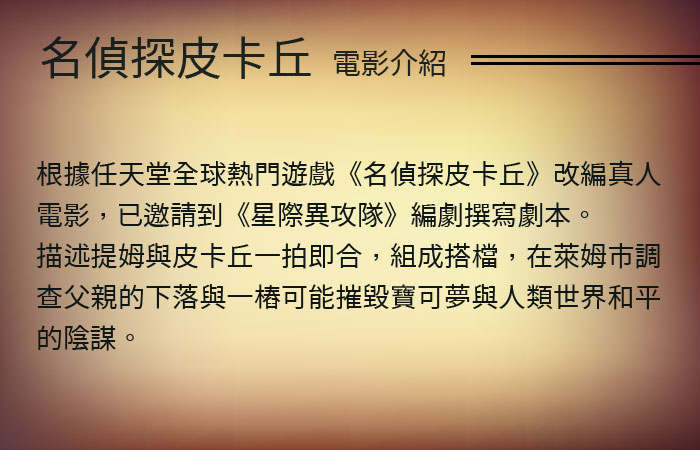 名偵探皮卡丘 電影介紹
根據任天堂全球熱門遊戲《名偵探皮卡丘》改編真人
電影，已邀請到《星際異攻隊》編劇撰寫劇本。
描述提姆與皮卡丘一拍即合，組成搭檔，在萊姆市調
查父親的下落與一樁可能摧毀寶可夢與人類世界和平
的陰謀。